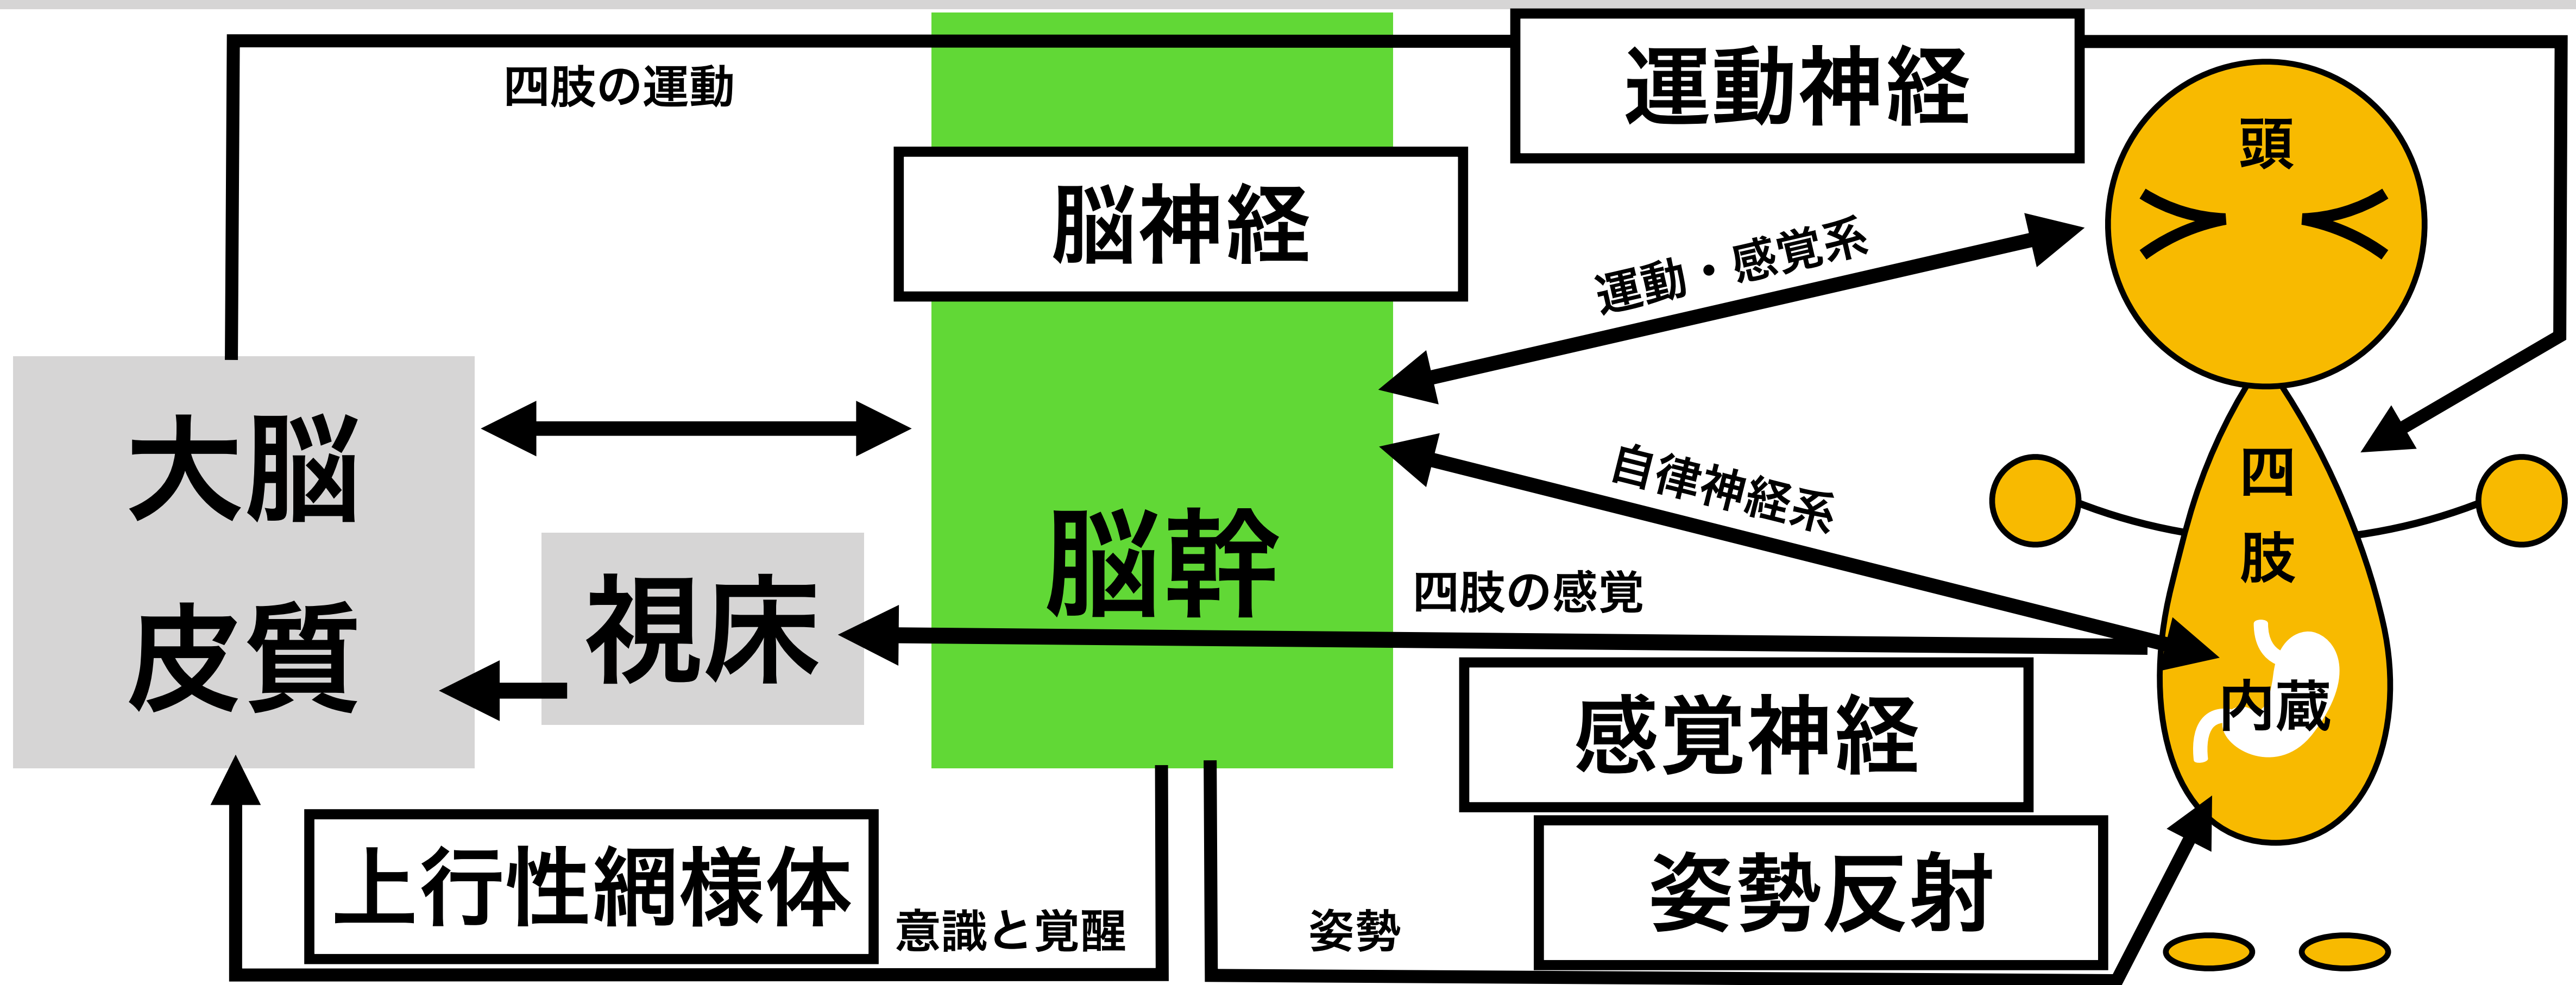 運動神経
四肢の運動
頭
脳神経
運動・感覚系
大脳
皮質
自律神経系
四
肢
脳幹
四肢の感覚
視床
内蔵
感覚神経
上行性網様体
姿勢反射
意識と覚醒
姿勢